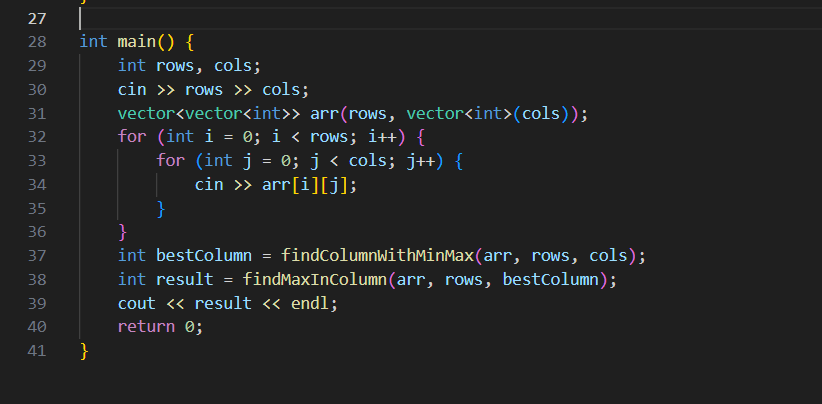 }
27
28 int main() {
29     int rows, cols;
30     cin >> rows >> cols;
31     vector<vector<int>> arr(rows, vector<int>(cols));
32     for (int i = 0; i < rows; i++) {
33         for (int j = 0; j < cols; j++) {
34             cin >> arr[i][j];
35         }
36     }
37     int bestColumn = findColumnWithMinMax(arr, rows, cols);
38     int result = findMaxInColumn(arr, rows, bestColumn);
39     cout << result << endl;
40     return 0;
41 }